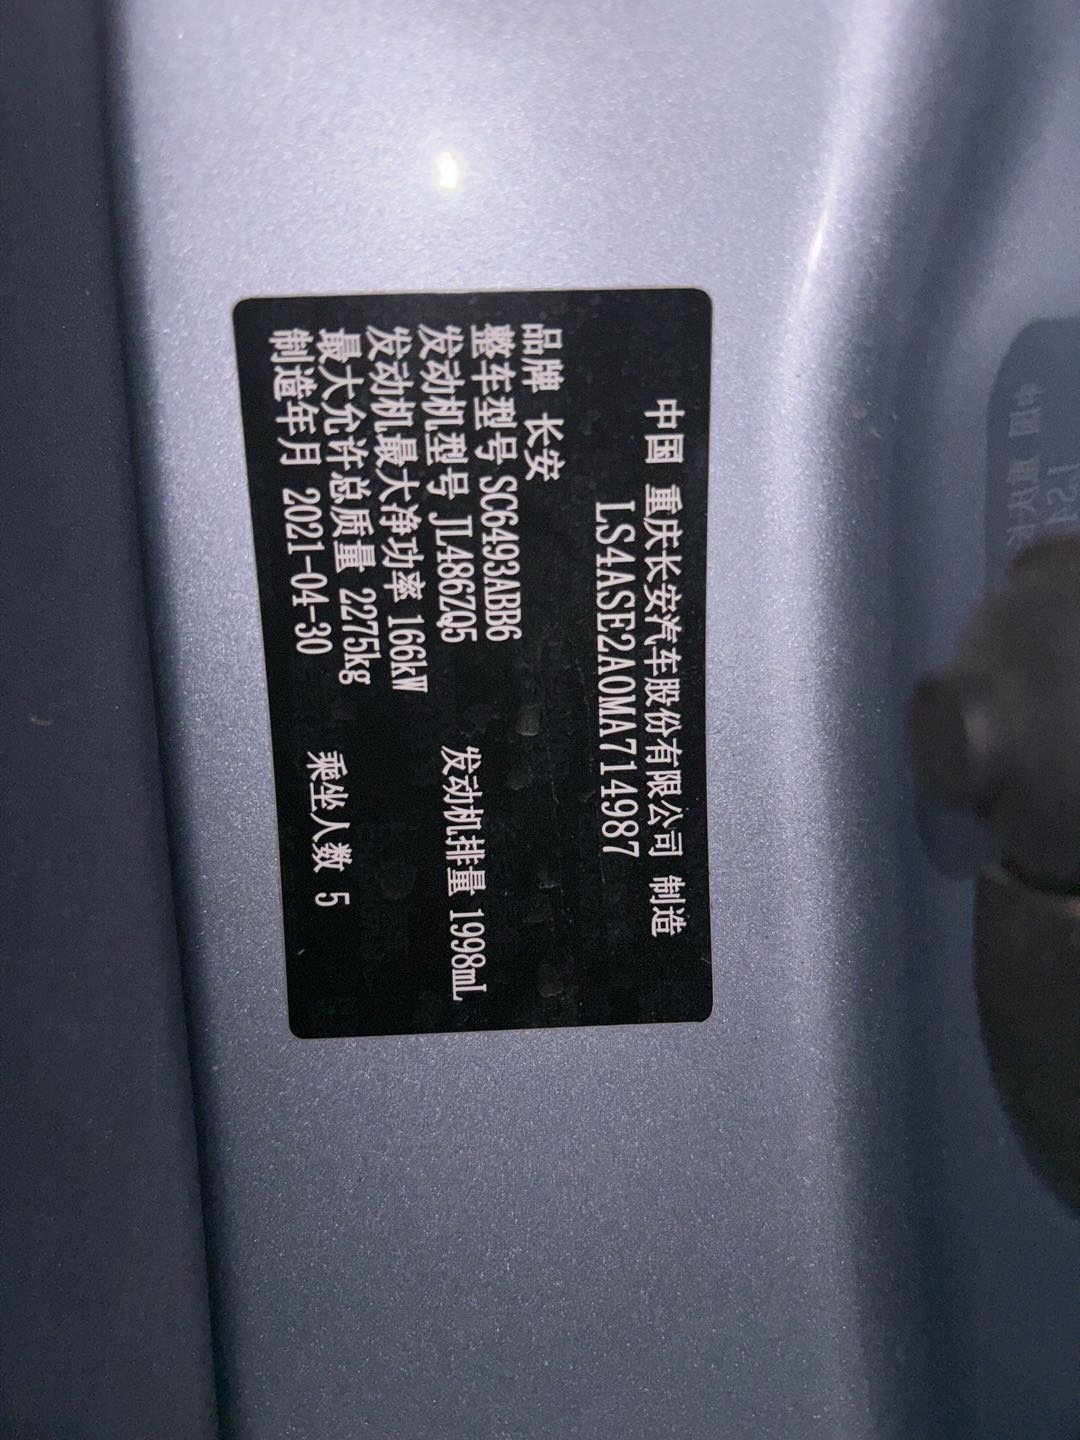 中国 重庆长安汽车股份有限公司 制造
LS4ASE2A0MA714987
品牌 长安
整车型号 SC6493ABB6
发动机型号 JL486ZQ5 发动机排量 1998mL
发动机最大净功率 166kW
最大允许总质量 2275kg
制造年月 2021-04-30 乘坐人数 5